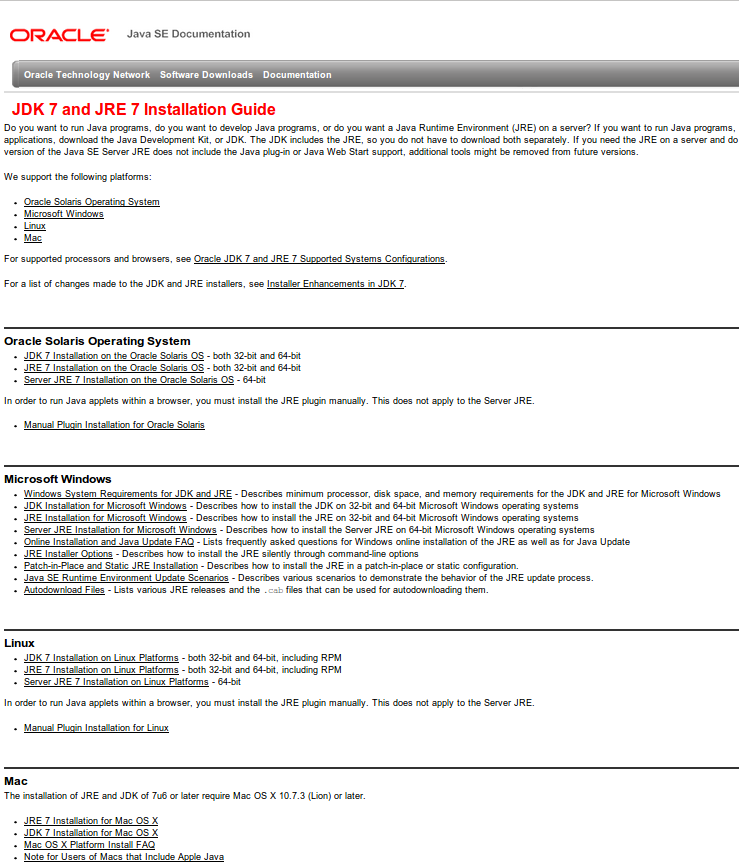 ORACLE Java SE Documentation
Oracle Technology Network Software Downloads Documentation
JDK 7 and JRE 7 Installation Guide
Do you want to run Java programs, do you want to develop Java programs, or do you want a Java Runtime Environment (JRE) on a server? If you want to run Java programs,
applications, download the Java Development Kit, or JDK. The JDK includes the JRE, so you do not have to download both separately. If you need the JRE on a server and do
version of the Java SE Server JRE does not include the Java plug-in or Java Web Start support, additional tools might be removed from future versions.
We support the following platforms:
• Oracle Solaris Operating System
• Microsoft Windows
• Linux
• Mac
For supported processors and browsers, see Oracle JDK 7 and JRE 7 Supported Systems Configurations.
For a list of changes made to the JDK and JRE installers, see Installer Enhancements in JDK 7.
Oracle Solaris Operating System
• JDK 7 Installation on the Oracle Solaris OS - both 32-bit and 64-bit
• JRE 7 Installation on the Oracle Solaris OS - both 32-bit and 64-bit
• Server JRE 7 Installation on the Oracle Solaris OS - 64-bit
In order to run Java applets within a browser, you must install the JRE plugin manually. This does not apply to the Server JRE.
• Manual Plugin Installation for Oracle Solaris
Microsoft Windows
• Windows System Requirements for JDK and JRE - Describes minimum processor, disk space, and memory requirements for the JDK and JRE for Microsoft Windows
• JDK Installation for Microsoft Windows - Describes how to install the JDK on 32-bit and 64-bit Microsoft Windows operating systems
• JRE Installation for Microsoft Windows - Describes how to install the JRE on 32-bit and 64-bit Microsoft Windows operating systems
• Server JRE Installation for Microsoft Windows - Describes how to install the Server JRE on 64-bit Microsoft Windows operating systems
• Online Installation and Java Update FAQ - Lists frequently asked questions for Windows online installation of the JRE as well as for Java Update
• JRE Installer Options - Describes how to install the JRE silently through command-line options
• Patch-in-Place and Static JRE Installation - Describes how to install the JRE in a patch-in-place or static configuration.
• Java SE Runtime Environment Update Scenarios - Describes various scenarios to demonstrate the behavior of the JRE update process.
• Autodownload Files - Lists various JRE releases and the .cab files that can be used for autodownloading them.
Linux
• JDK 7 Installation on Linux Platforms - both 32-bit and 64-bit, including RPM
• JRE 7 Installation on Linux Platforms - both 32-bit and 64-bit, including RPM
• Server JRE 7 Installation on Linux Platforms - 64-bit
In order to run Java applets within a browser, you must install the JRE plugin manually. This does not apply to the Server JRE.
• Manual Plugin Installation for Linux
Mac
The installation of JRE and JDK of 7u6 or later require Mac OS X 10.7.3 (Lion) or later.
• JRE 7 Installation for Mac OS X
• JDK 7 Installation for Mac OS X
• Mac OS X Platform Install FAQ
• Note for Users of Macs that Include Apple Java